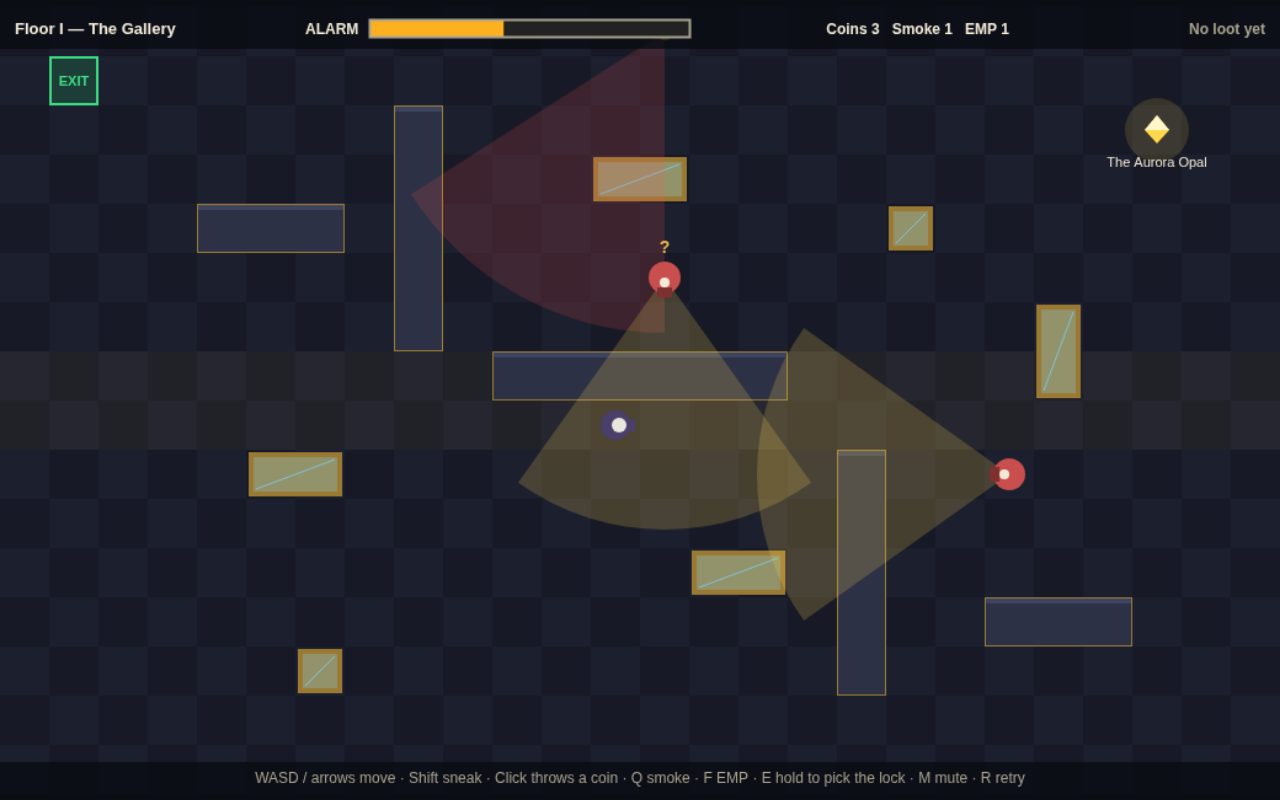 Floor I — The Gallery
ALARM
Coins 3 Smoke 1 EMP 1
No loot yet
EXIT
The Aurora Opal
?
WASD / arrows move · Shift sneak · Click throws a coin · Q smoke · F EMP · E hold to pick the lock · M mute · R retry